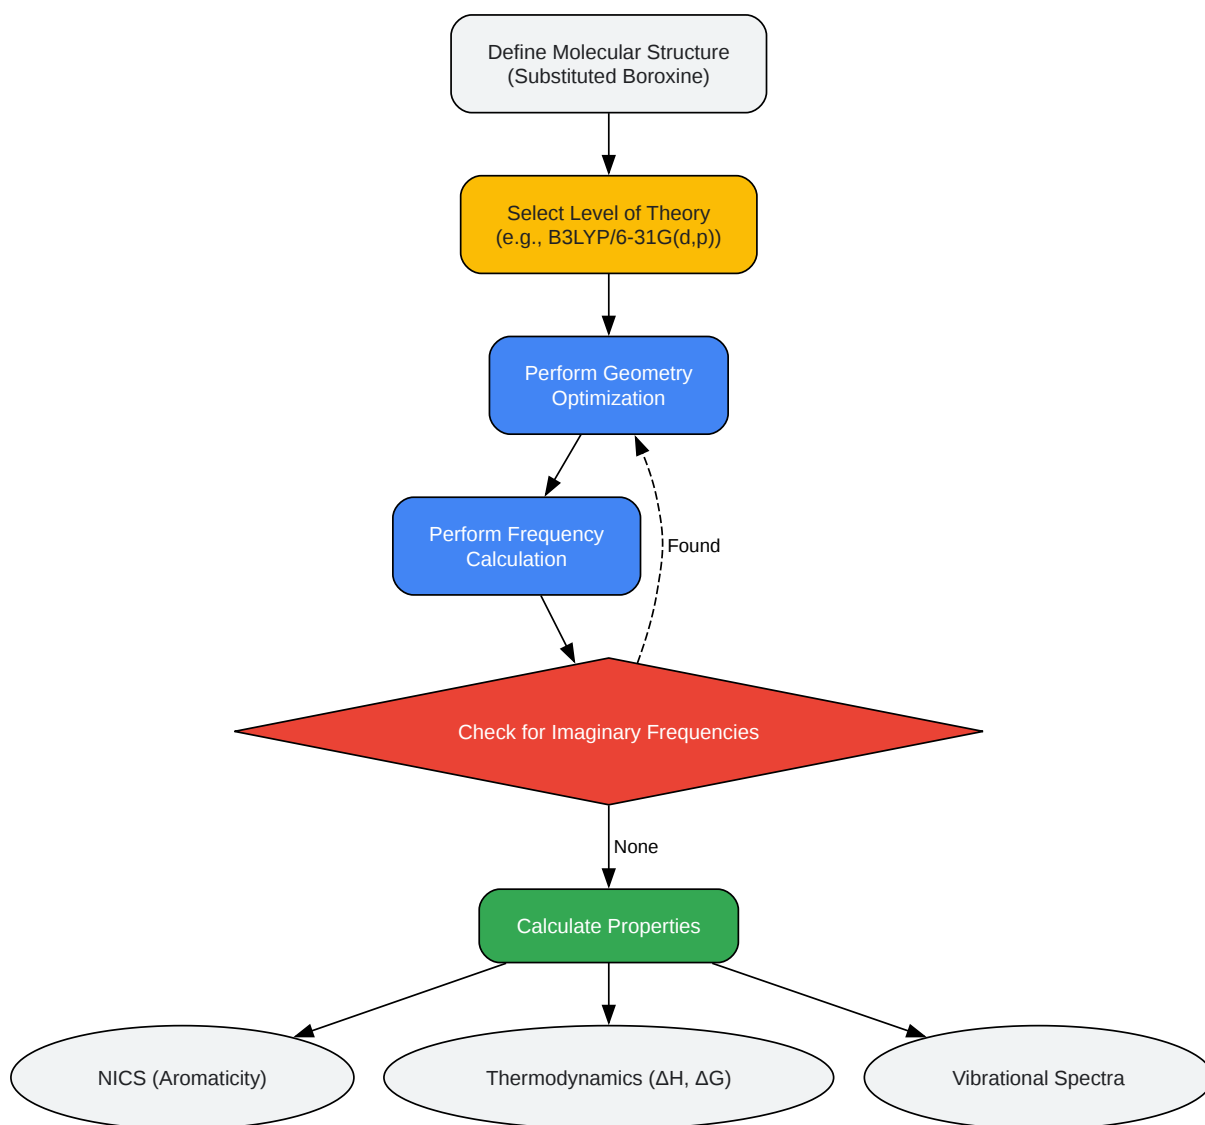 Define Molecular Structure
(Substituted Boroxine)
Select Level of Theory
(e.g., B3LYP/6-31G(d,p))
Perform Geometry
Optimization
Perform Frequency
Calculation
Found
Check for Imaginary Frequencies
None
Calculate Properties
NICS (Aromaticity)
Thermodynamics (ΔH, ΔG)
Vibrational Spectra